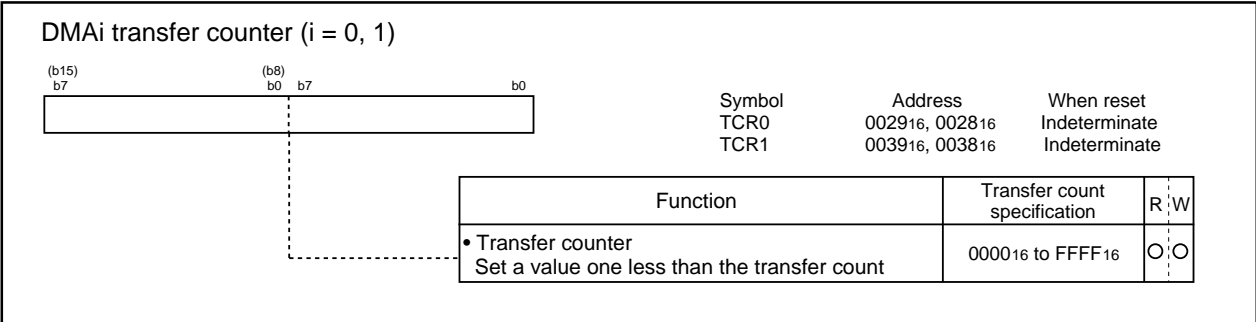 DMAi transfer counter (i = 0, 1)
(b15) (b8)
b7 b0 b7 b0
Symbol Address When reset
TCR0 002916, 002816 Indeterminate
TCR1 003916, 003816 Indeterminate
Function Transfer count specification R W
• Transfer counter
Set a value one less than the transfer count 000016 to FFFF16 O O